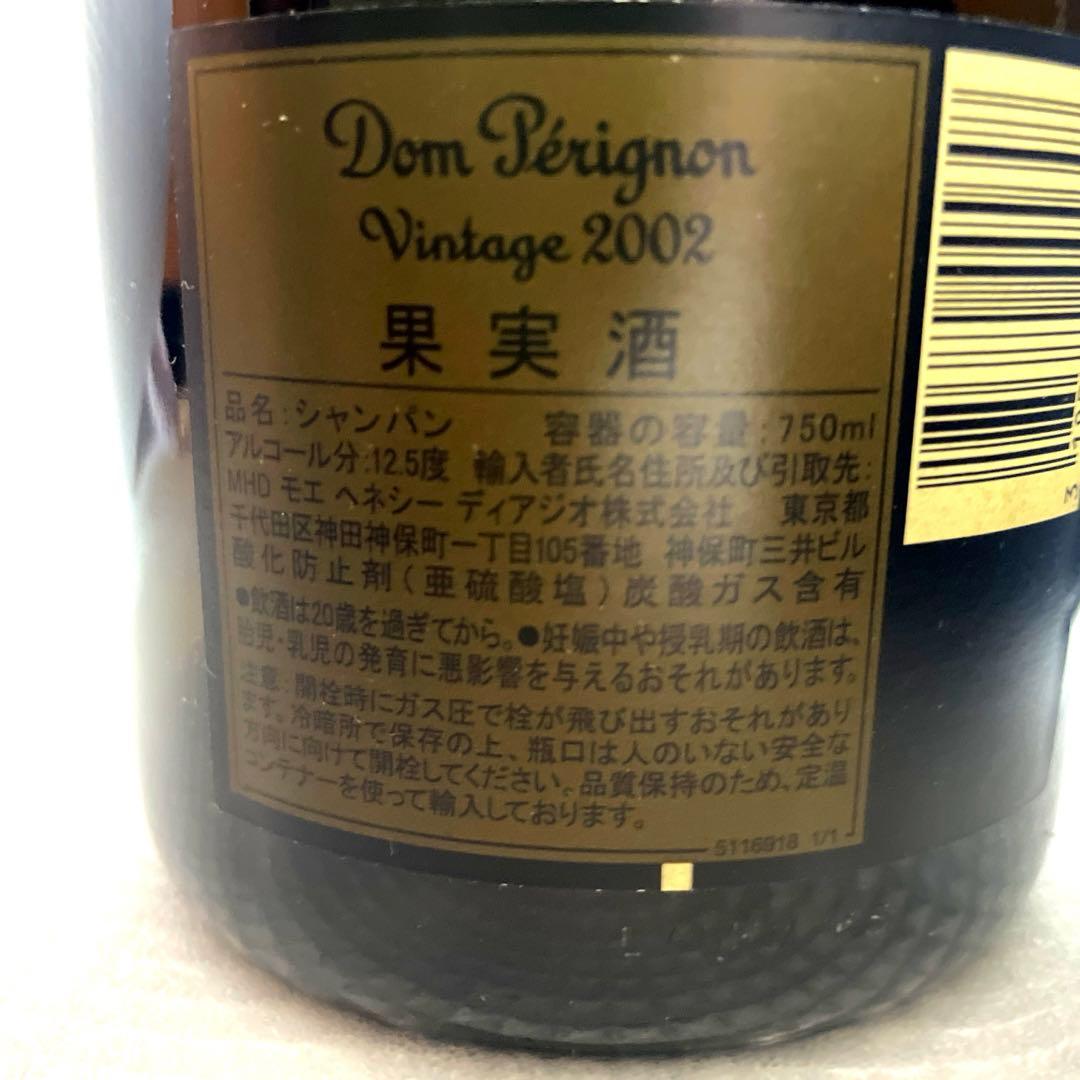 Dom Pérignon
Vintage 2002
果実酒
品名:シャンパン 容器の容量:750ml
アルコール分:12.5度 輸入者氏名住所及び引取先:
MHD モエ ヘネシー ディアジオ株式会社 東京都
千代田区神田神保町一丁目105番地 神保町三井ビル
酸化防止剤(亜硫酸塩)炭酸ガス含有
●飲酒は20歳を過ぎてから。●妊娠中や授乳期の飲酒は、
胎児・乳児の発育に悪影響を与えるおそれがあります。
注意:開栓時にガス圧で栓が飛び出すおそれがあり
ます。冷暗所で保存の上、瓶口は人のいない安全な
方向に向けて開栓してください。品質保持のため、定温
コンテナーを使って輸入しております。
5116918 1/1